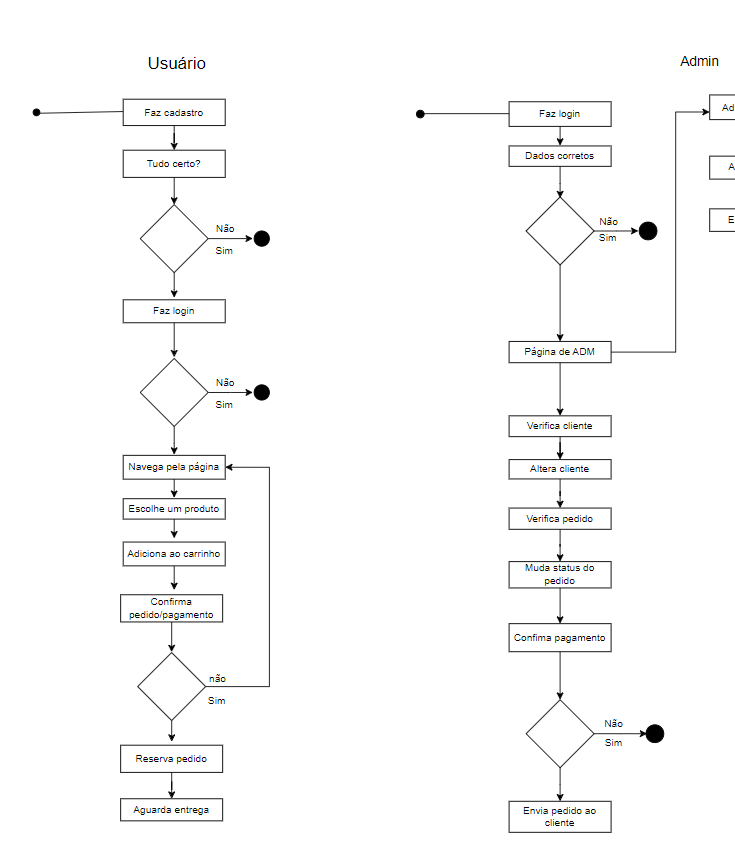 Usuário
Faz cadastro
Tudo certo?
Não
Sim
Faz login
Não
Sim
Navega pela página
Escolhe um produto
Adiciona ao carrinho
Confirma
pedido/pagamento
não
Sim
Reserva pedido
Aguarda entrega
Admin
Faz login
Dados corretos
Não
Sim
Página de ADM
Verifica cliente
Altera cliente
Verifica pedido
Muda status do
pedido
Confima pagamento
Não
Sim
Envia pedido ao
cliente